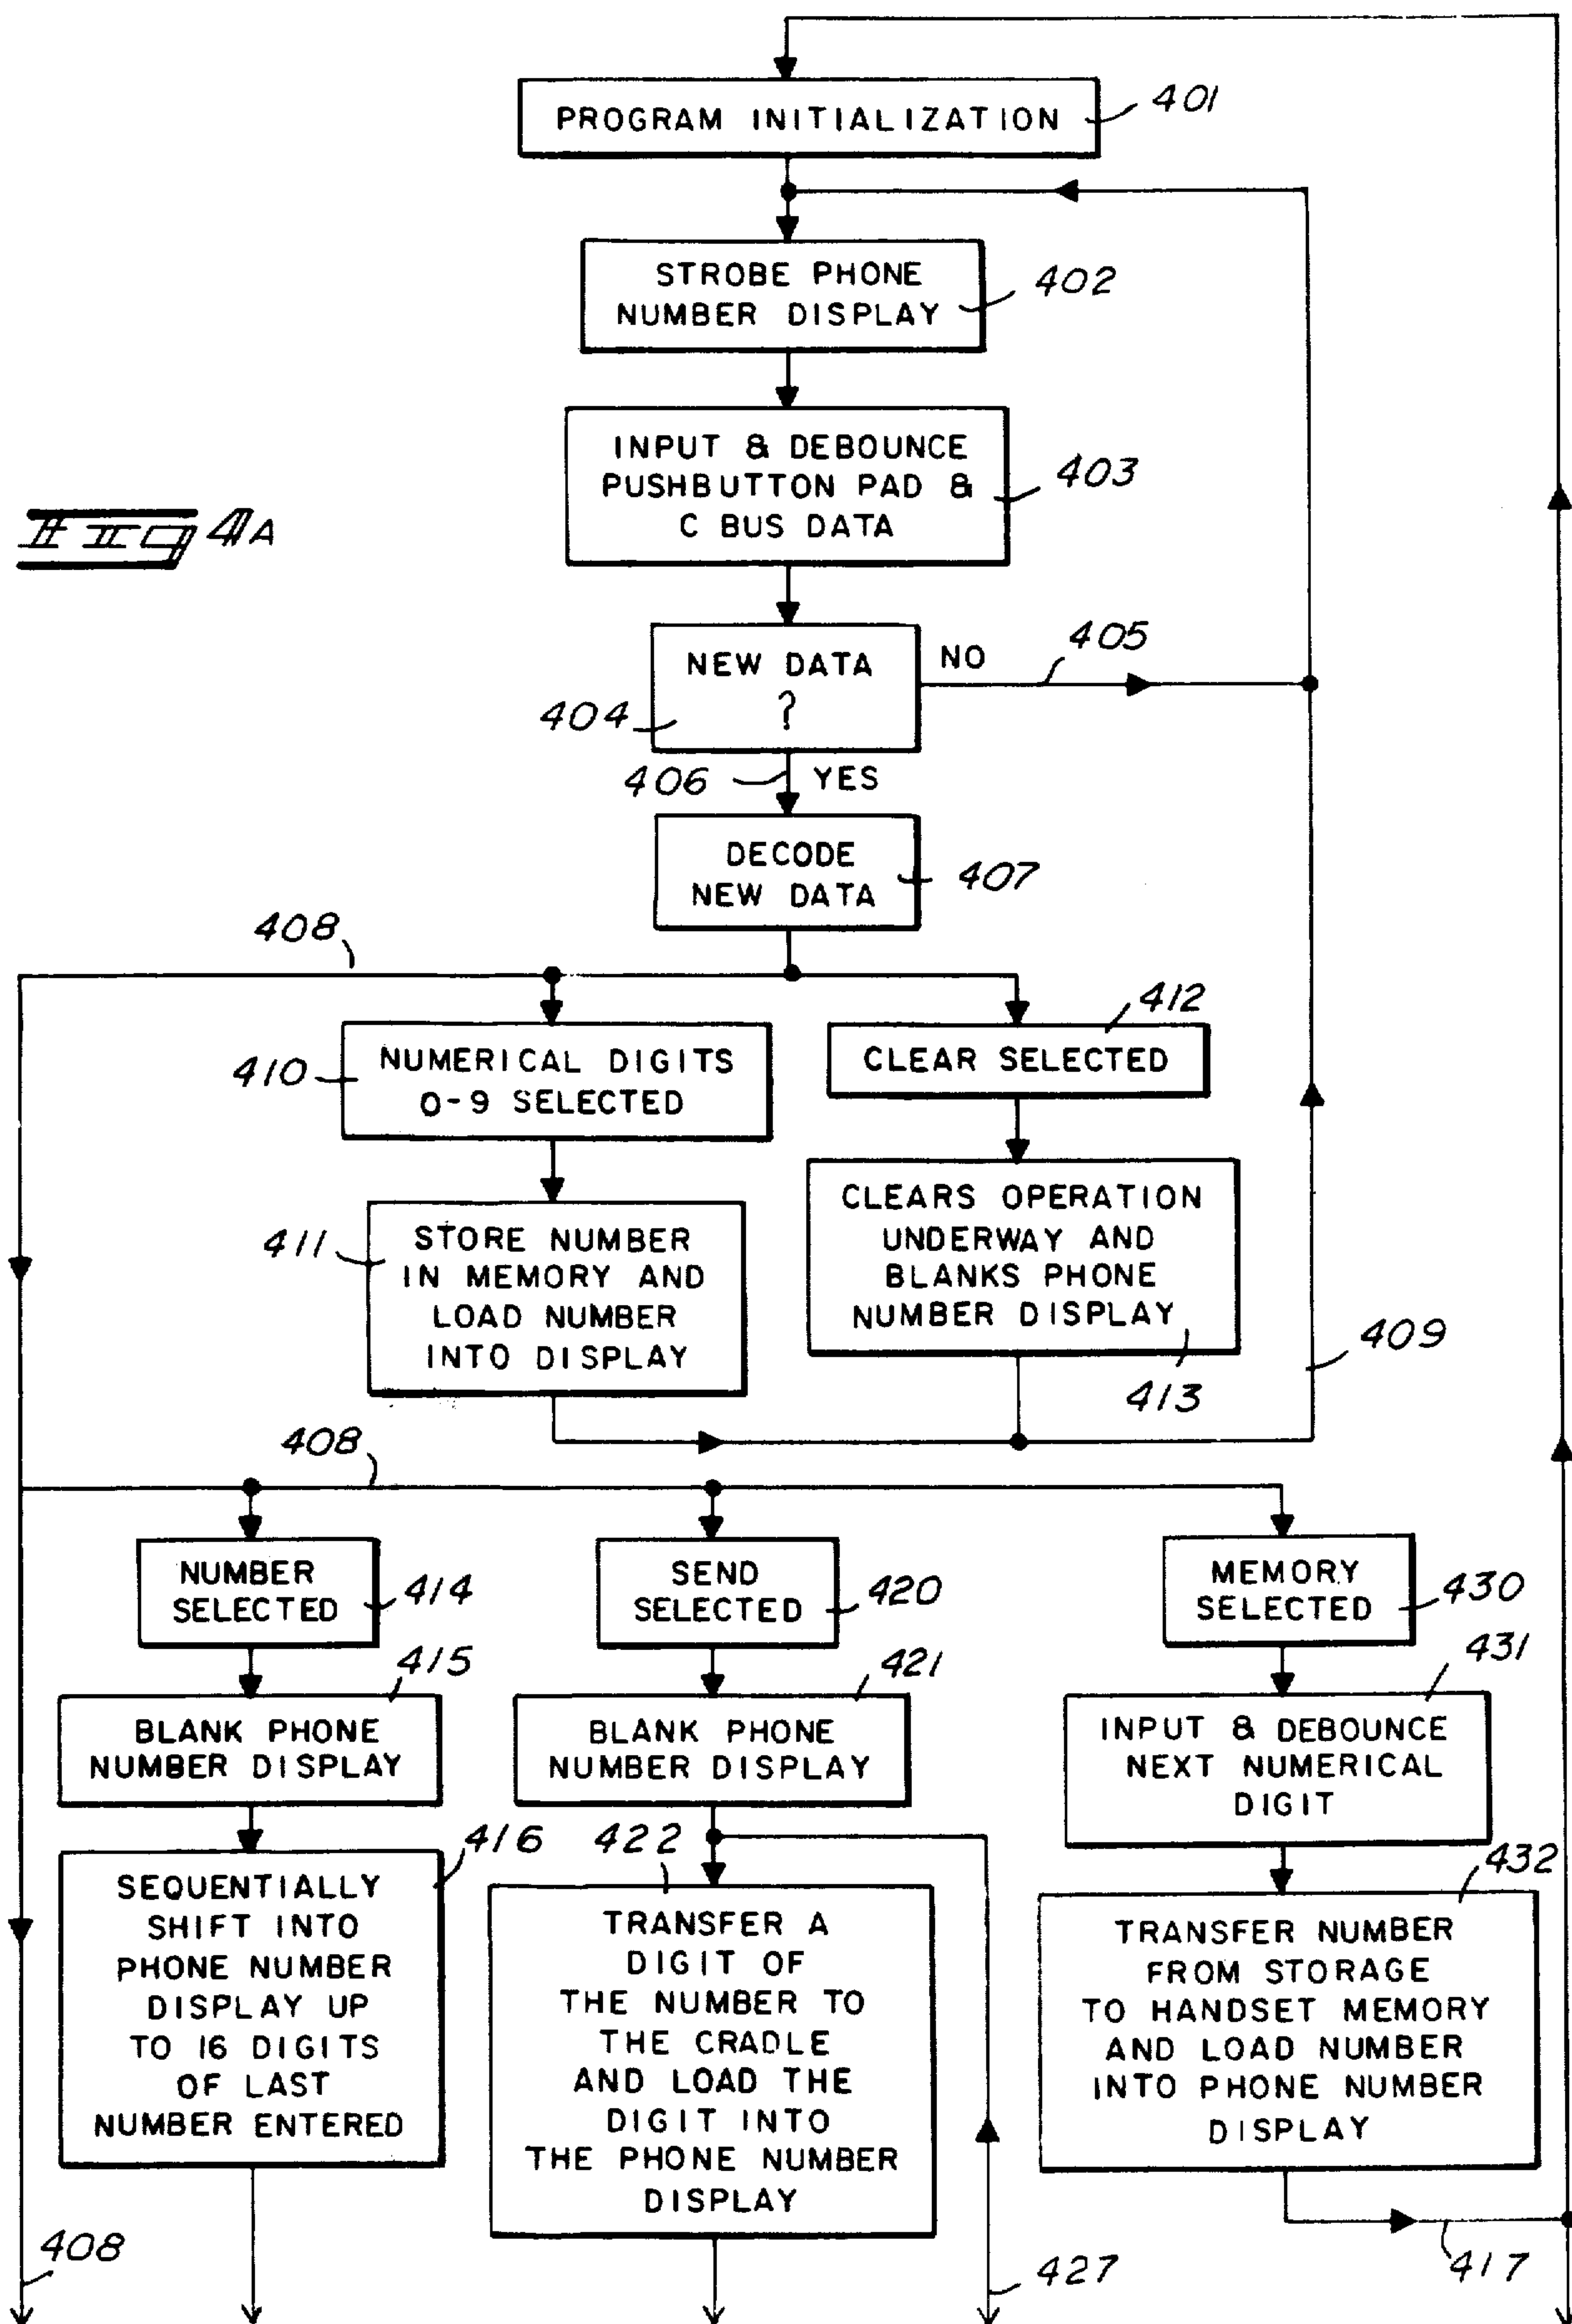 PROGRAM INITIALIZATION
401
STROBE PHONE
NUMBER DISPLAY
402
INPUT & DEBOUNCE
PUSHBUTTON PAD &
C BUS DATA
403
Fig 4A
NEW DATA
?
404
NO
405
406
YES
DECODE
NEW DATA
407
408
NUMERICAL DIGITS
0-9 SELECTED
410
412
CLEAR SELECTED
411
STORE NUMBER
IN MEMORY AND
LOAD NUMBER
INTO DISPLAY
CLEARS OPERATION
UNDERWAY AND
BLANKS PHONE
NUMBER DISPLAY
413
409
408
NUMBER
SELECTED
414
SEND
SELECTED
420
MEMORY
SELECTED
430
415
BLANK PHONE
NUMBER DISPLAY
421
BLANK PHONE
NUMBER DISPLAY
431
INPUT & DEBOUNCE
NEXT NUMERICAL
DIGIT
416
SEQUENTIALLY
SHIFT INTO
PHONE NUMBER
DISPLAY UP
TO 16 DIGITS
OF LAST
NUMBER ENTERED
422
TRANSFER A
DIGIT OF
THE NUMBER TO
THE CRADLE
AND LOAD THE
DIGIT INTO
THE PHONE NUMBER
DISPLAY
432
TRANSFER NUMBER
FROM STORAGE
TO HANDSET MEMORY
AND LOAD NUMBER
INTO PHONE NUMBER
DISPLAY
408
427
417